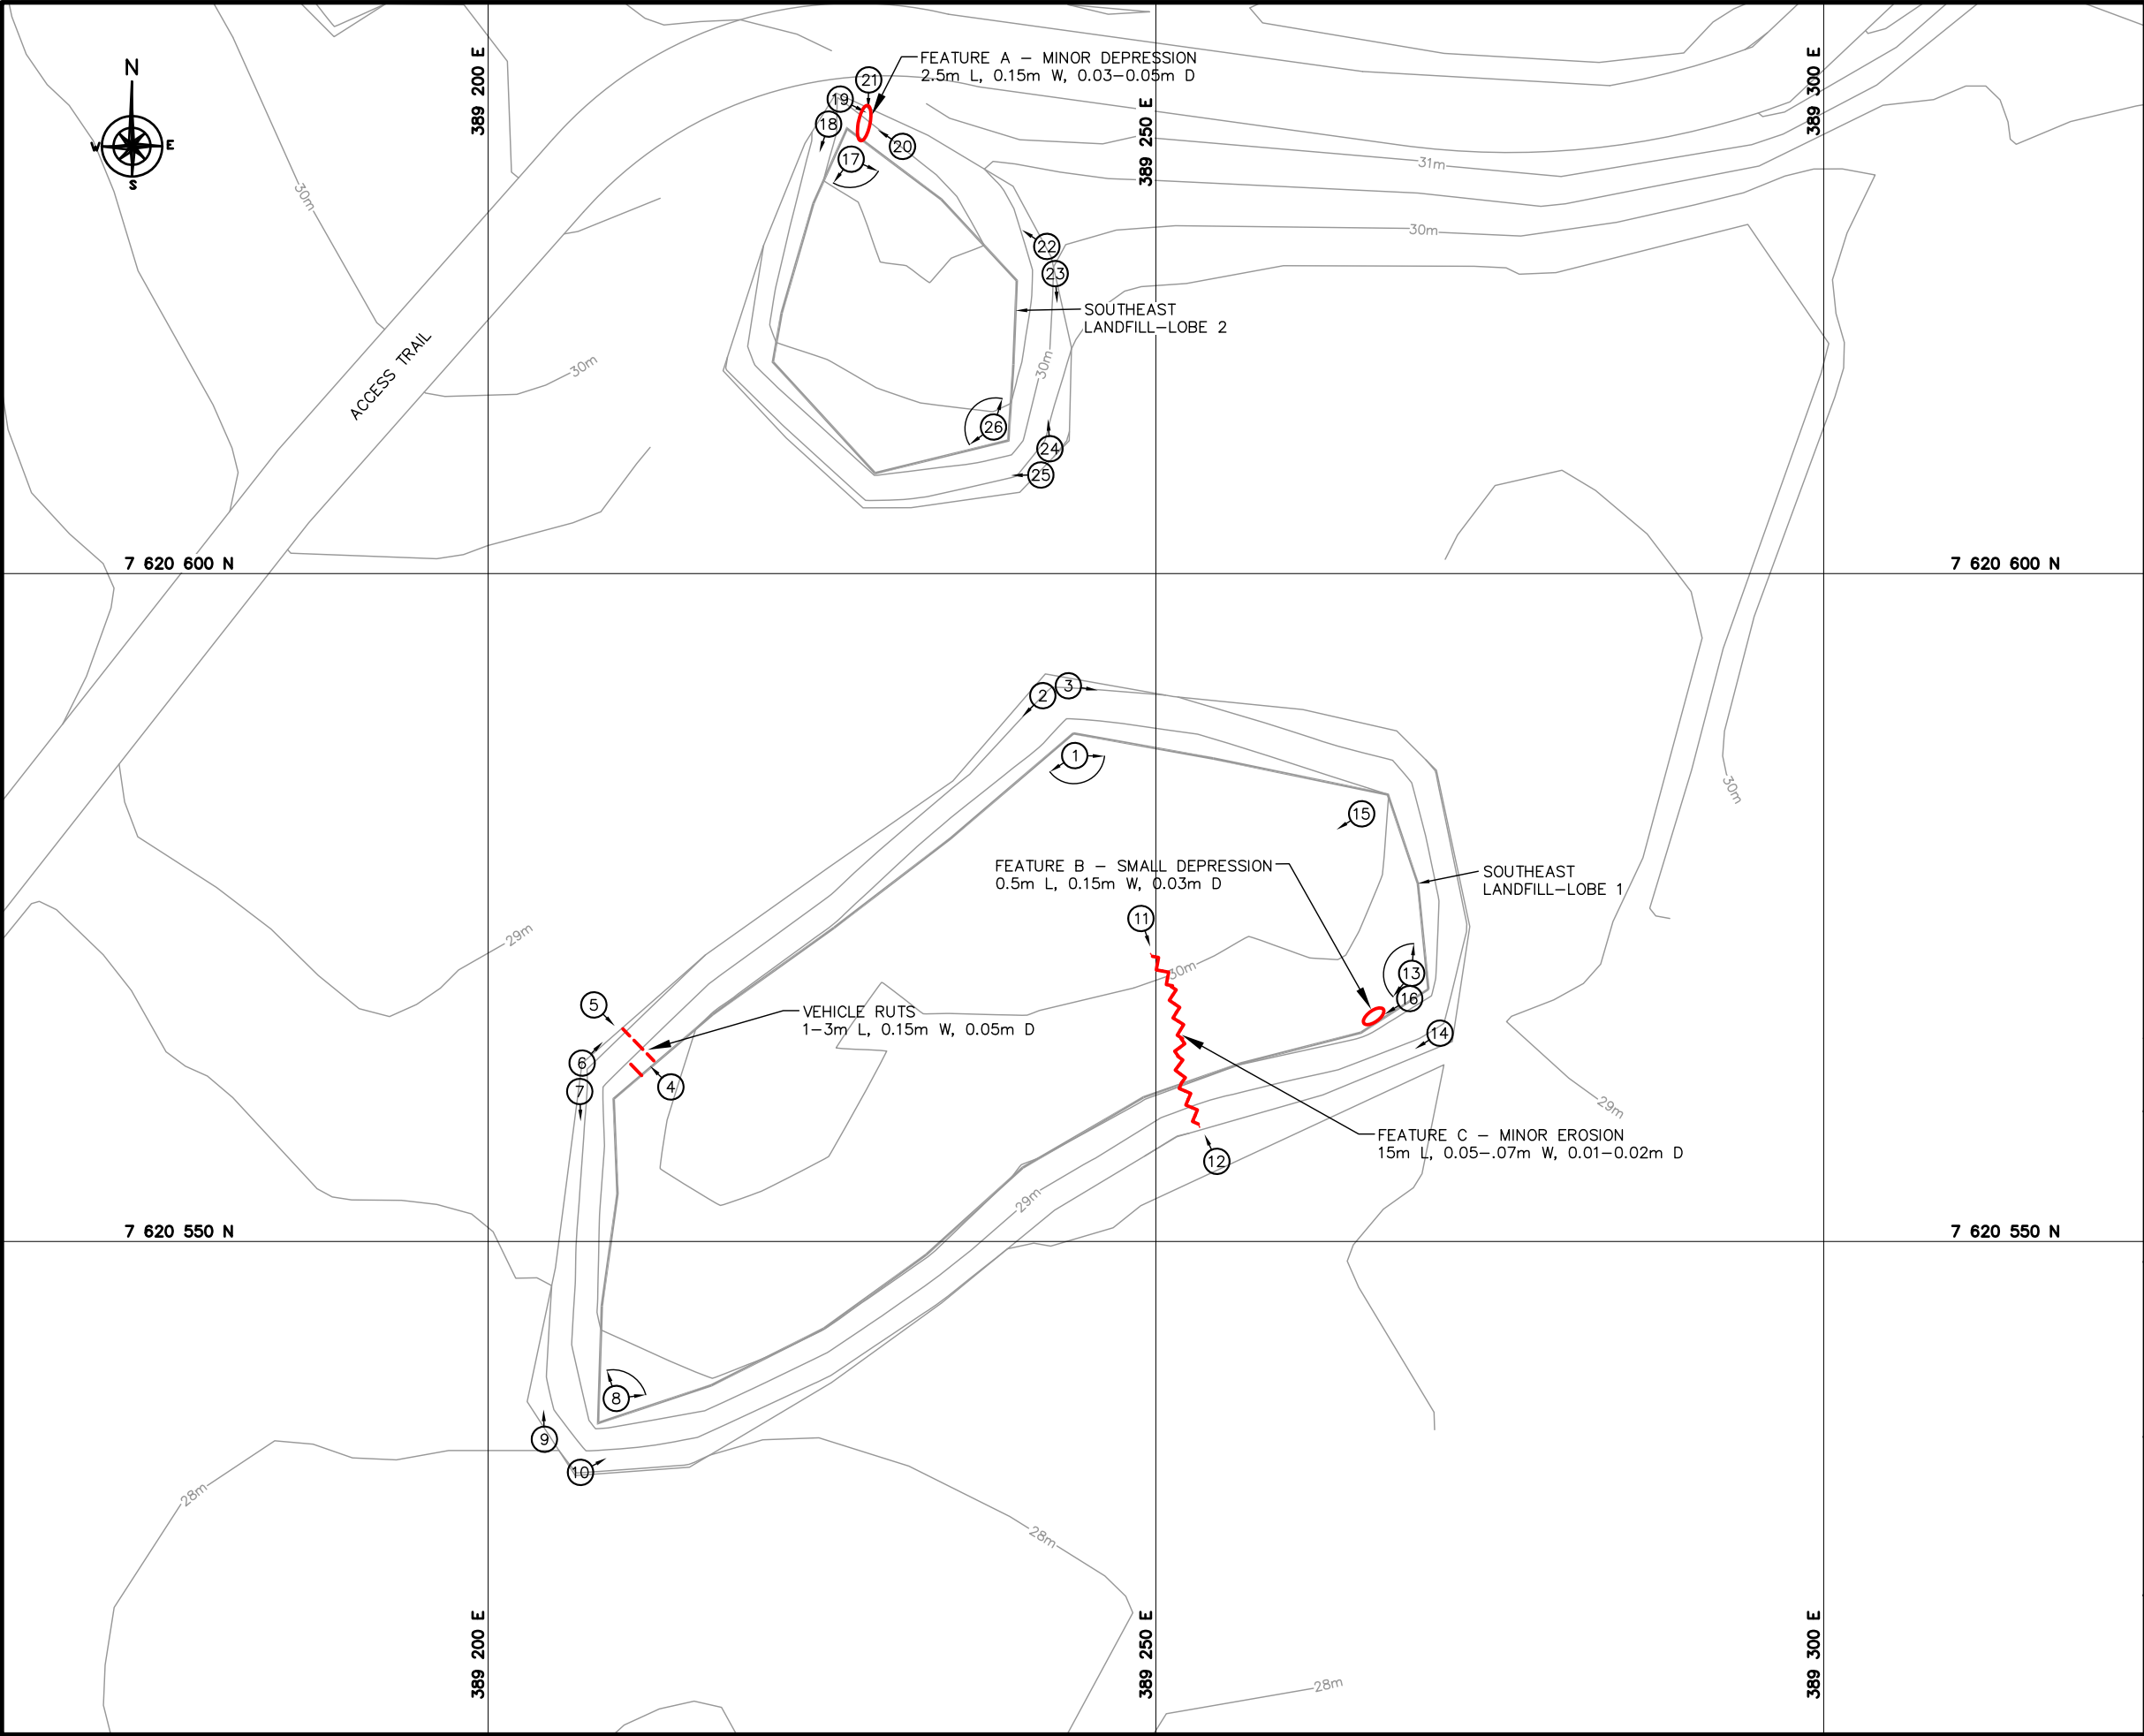 N
W
E
S
389 200 E
389 250 E
389 300 E
FEATURE A – MINOR DEPRESSION
2.5m L, 0.15m W, 0.03–0.05m D
21
19
18
20
17
31m
30m
30m
22
23
SOUTHEAST
LANDFILL–LOBE 2
ACCESS TRAIL
30m
30m
26
24
25
7 620 600 N
7 620 600 N
3
2
1
30m
15
FEATURE B – SMALL DEPRESSION
0.5m L, 0.15m W, 0.03m D
SOUTHEAST
LANDFILL–LOBE 1
11
29m
30m
13
16
5
VEHICLE RUTS
1–3m L, 0.15m W, 0.05m D
14
6
7
4
29m
FEATURE C – MINOR EROSION
15m L, 0.05–.07m W, 0.01–0.02m D
12
29m
7 620 550 N
7 620 550 N
8
9
10
28m
28m
28m
389 200 E
389 250 E
389 300 E